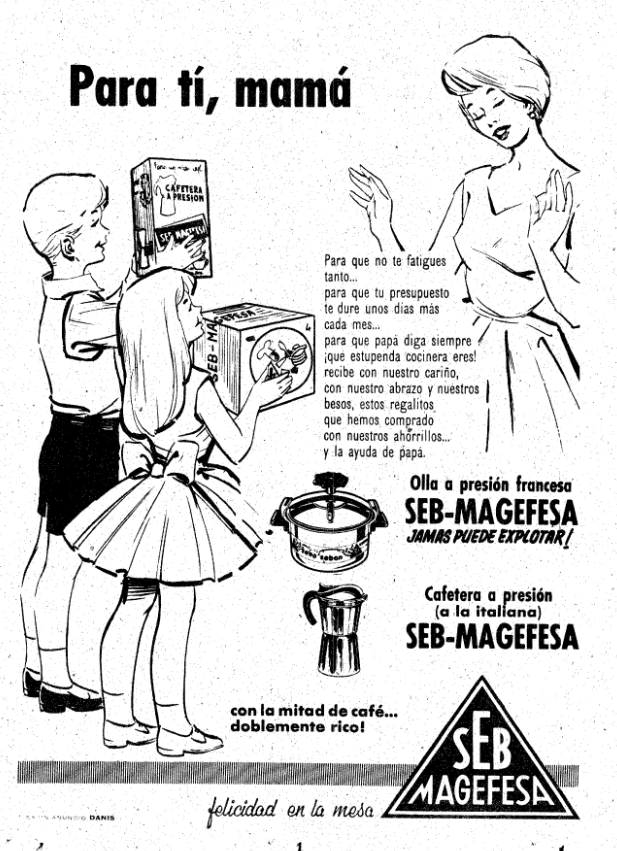 Para tí, mamá
CAFETERA
A PRESION
SEB-MAGEFESA
SEB-MAGEFESA
Para que no te fatigues
tanto...
para que tu presupuesto
te dure unos días más
cada mes...
para que papá diga siempre
¡que estupenda cocinera eres!
recibe con nuestro cariño,
con nuestro abrazo y nuestros
besos, estos regalitos
que hemos comprado
con nuestros ahorrillos...
y la ayuda de papá.
Olla a presión francesa
SEB-MAGEFESA
JAMAS PUEDE EXPLOTAR!
Cafetera a presión
(a la italiana)
SEB-MAGEFESA
con la mitad de café...
doblemente rico!
SEB
MAGEFESA
felicidad en la mesa
DANIS